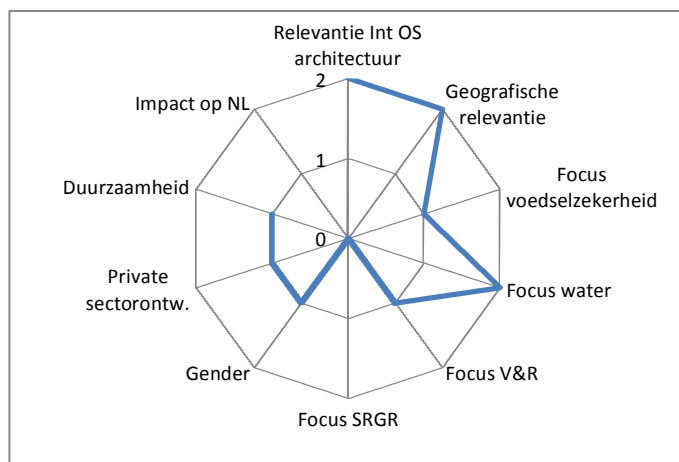 Relevantie Int OS
architectuur
Geografische
relevantie
Focus
voedselzekerheid
Focus water
Focus V&R
Focus SRGR
Gender
Private
sectorontw.
Duurzaamheid
Impact op NL
2
1
0